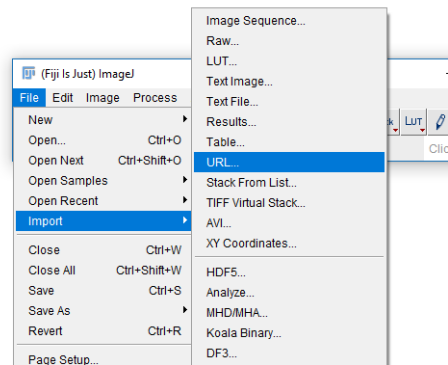 (Fiji Is Just) ImageJ
File Edit Image Process
New
Open... Ctrl+O
Open Next Ctrl+Shift+O
Open Samples
Open Recent
Import
Close Ctrl+W
Close All Ctrl+Shift+W
Save Ctrl+S
Save As
Revert Ctrl+R
Page Setup...
Image Sequence...
Raw...
LUT...
Text Image...
Text File...
Results...
Table...
URL...
Stack From List...
TIFF Virtual Stack...
AVI...
XY Coordinates...
HDF5...
Analyze...
MHD/MHA...
Koala Binary...
DF3...
LUT